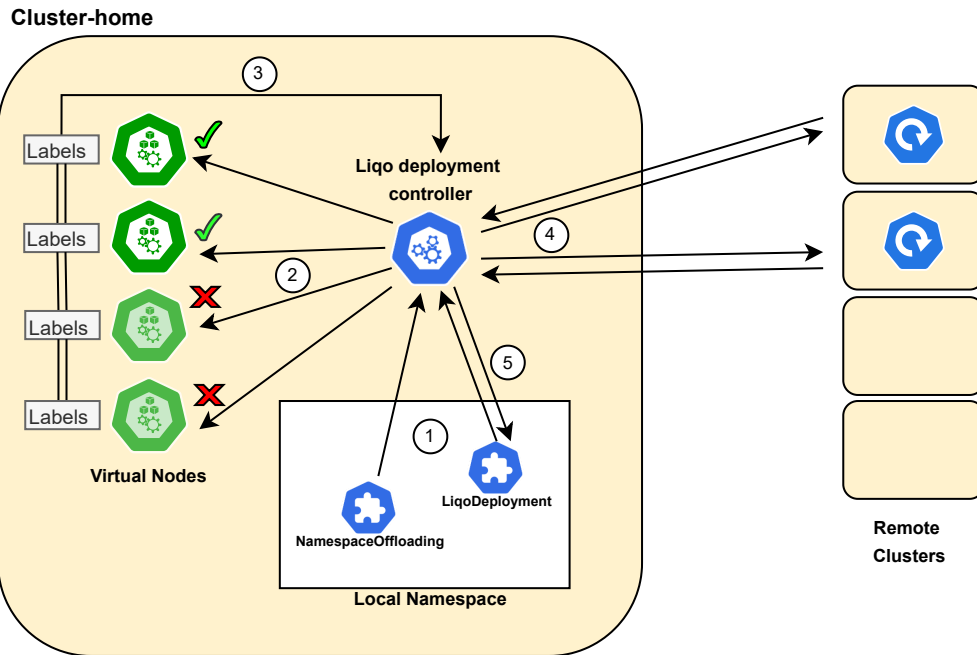 Cluster-home
3
Labels
Liqo deployment
controller
Labels
4
2
Labels
5
Labels
1
Virtual Nodes
LiqoDeployment
NamespaceOffloading
Local Namespace
Remote
Clusters